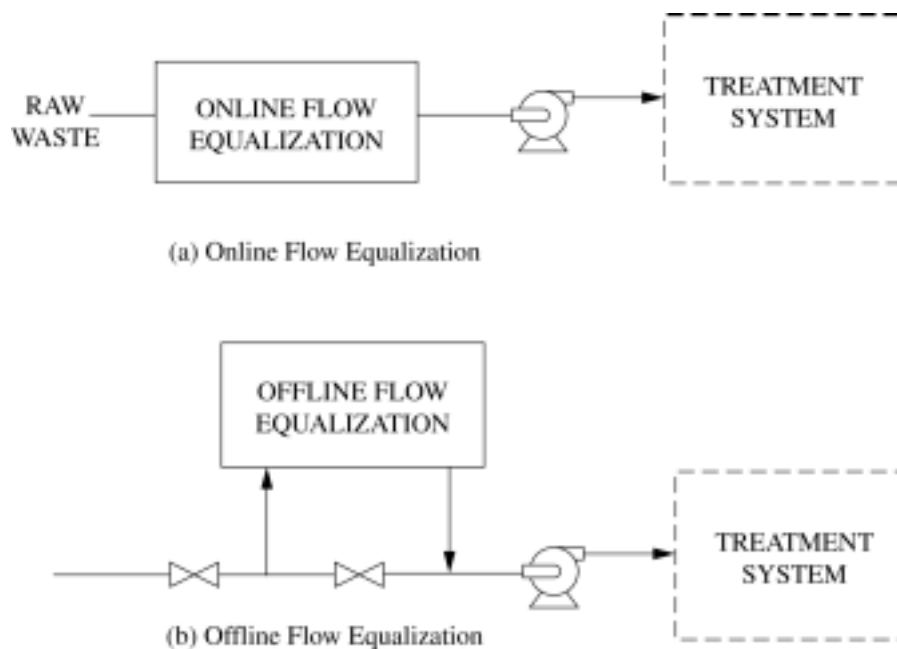 RAW
WASTE
ONLINE FLOW
EQUALIZATION
TREATMENT
SYSTEM
(a) Online Flow Equalization
OFFLINE FLOW
EQUALIZATION
TREATMENT
SYSTEM
(b) Offline Flow Equalization